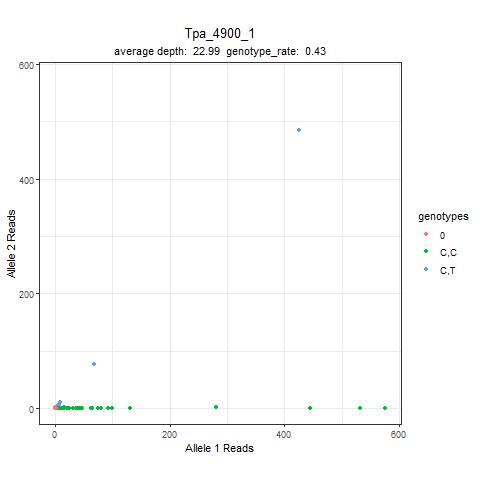 Tpa_4900_1
average depth: 22.99 genotype_rate: 0.43
600
400
200
0
Allele 2 Reads
0 200 400 600
Allele 1 Reads
genotypes
0
C,C
C,T